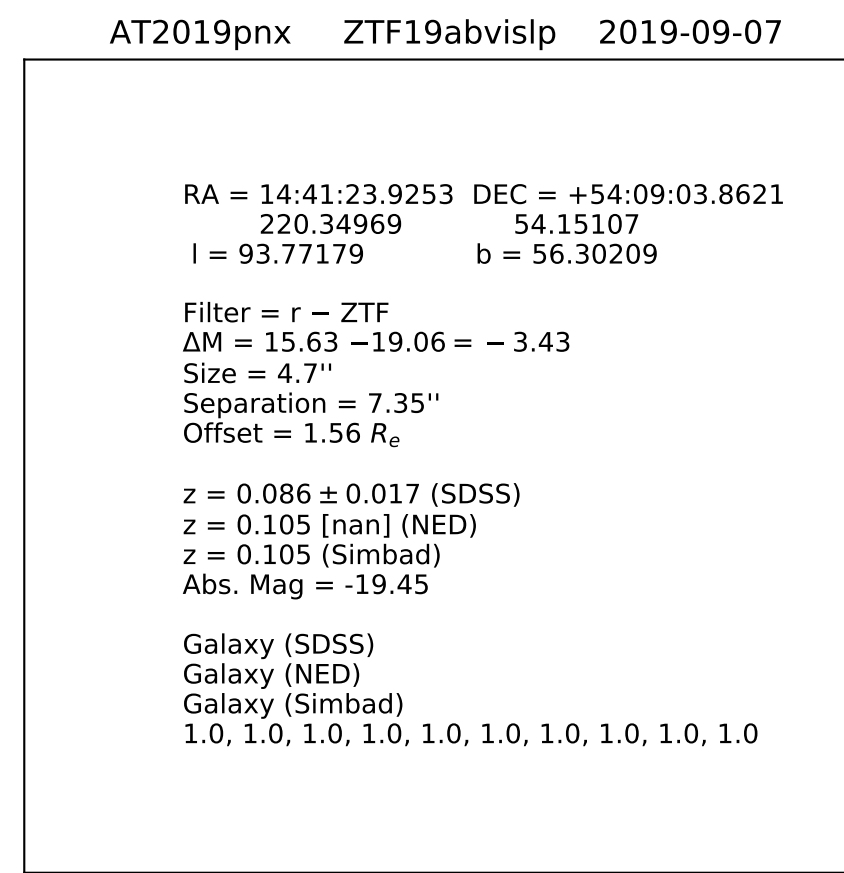 AT2019pnx ZTF19abvislp 2019-09-07
RA = 14:41:23.9253 DEC = +54:09:03.8621
220.34969 54.15107
l = 93.77179 b = 56.30209
Filter = r − ZTF
ΔM = 15.63 −19.06 = − 3.43
Size = 4.7''
Separation = 7.35''
Offset = 1.56 Re
z = 0.086 ± 0.017 (SDSS)
z = 0.105 [nan] (NED)
z = 0.105 (Simbad)
Abs. Mag = -19.45
Galaxy (SDSS)
Galaxy (NED)
Galaxy (Simbad)
1.0, 1.0, 1.0, 1.0, 1.0, 1.0, 1.0, 1.0, 1.0, 1.0